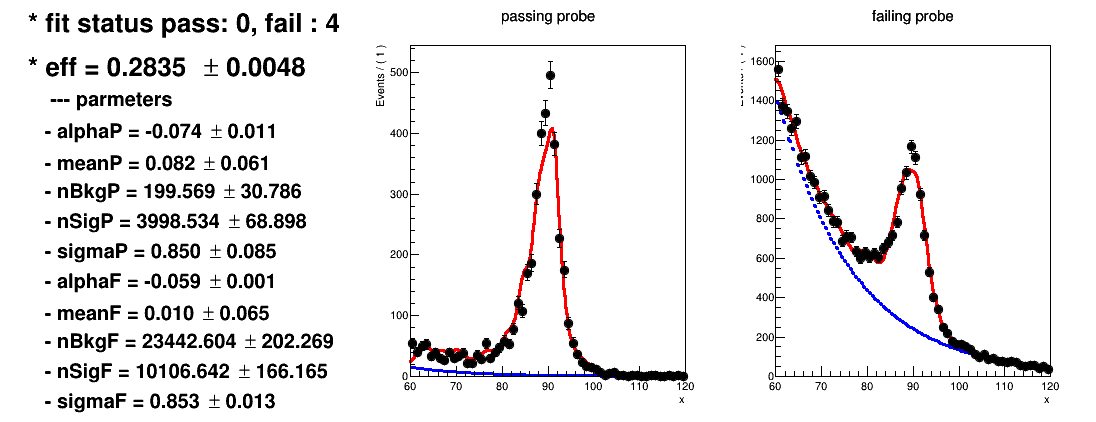 * fit status pass: 0, fail : 4
* eff = 0.2835 ± 0.0048
--- parmeters
- alphaP = -0.074 ± 0.011
- meanP = 0.082 ± 0.061
- nBkgP = 199.569 ± 30.786
- nSigP = 3998.534 ± 68.898
- sigmaP = 0.850 ± 0.085
- alphaF = -0.059 ± 0.001
- meanF = 0.010 ± 0.065
- nBkgF = 23442.604 ± 202.269
- nSigF = 10106.642 ± 166.165
- sigmaF = 0.853 ± 0.013
passing probe
Events / ( 1 )
500
400
300
200
100
0
60 70 80 90 100 110 120
x
failing probe
1600
1400
1200
1000
800
600
400
200
0
60 70 80 90 100 110 120
x